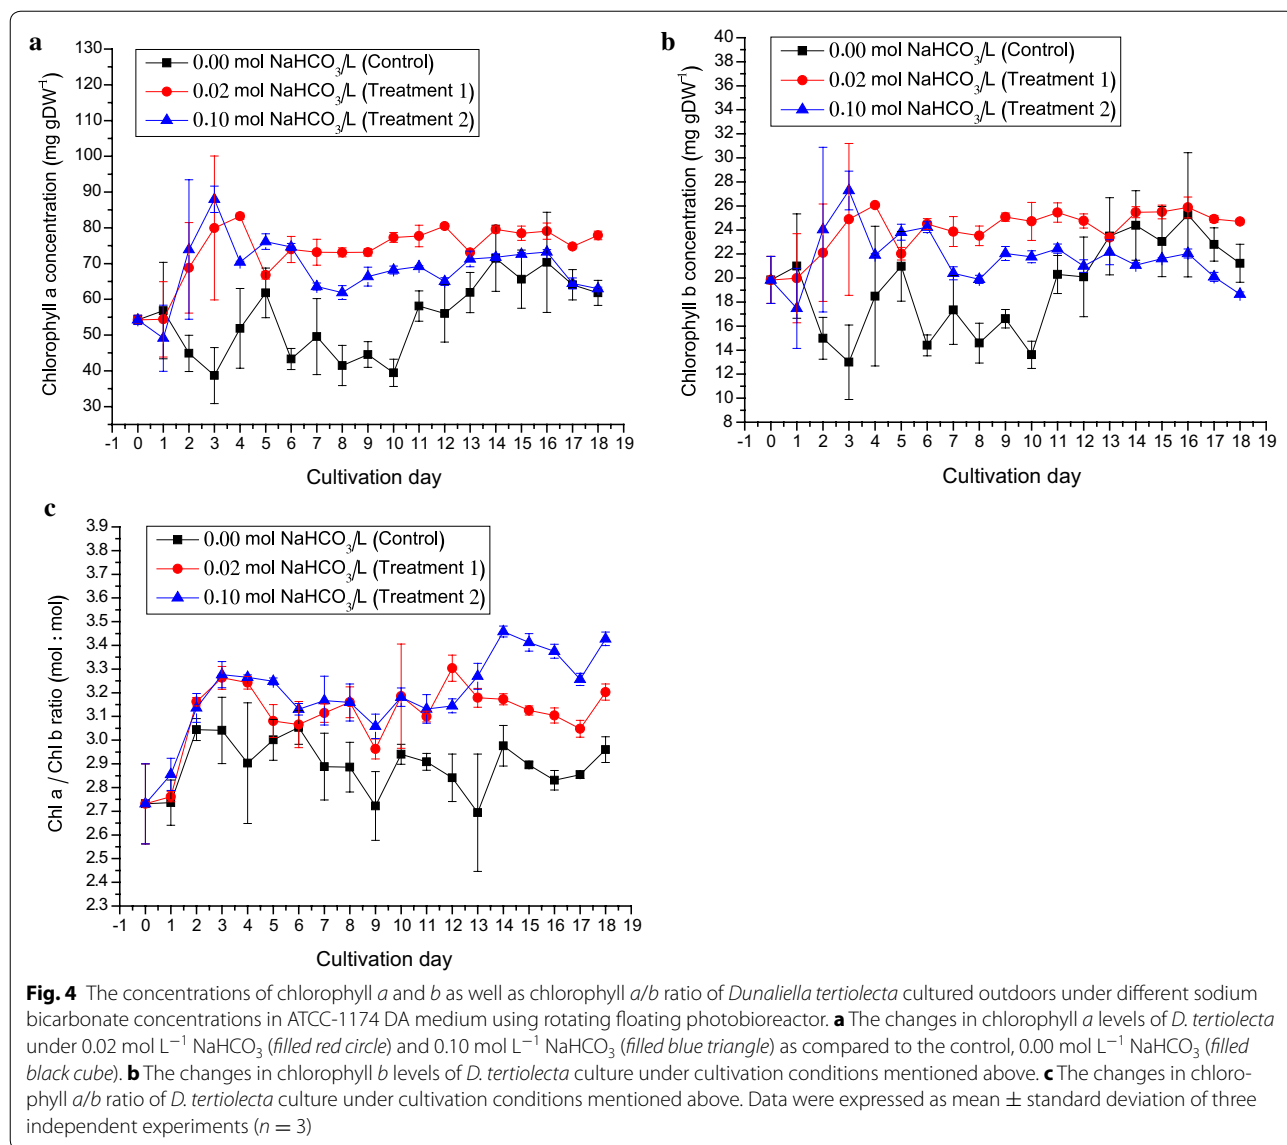 a
130
120
110
100
90
80
70
60
50
40
30
Chlorophyll a concentration (mg gDW⁻¹)
0.00 mol NaHCO₃/L (Control)
0.02 mol NaHCO₃/L (Treatment 1)
0.10 mol NaHCO₃/L (Treatment 2)
-1 0 1 2 3 4 5 6 7 8 9 10 11 12 13 14 15 16 17 18 19
Cultivation day
b
40
38
36
34
32
30
28
26
24
22
20
18
16
14
12
10
8
Chlorophyll b concentration (mg gDW⁻¹)
0.00 mol NaHCO₃/L (Control)
0.02 mol NaHCO₃/L (Treatment 1)
0.10 mol NaHCO₃/L (Treatment 2)
-1 0 1 2 3 4 5 6 7 8 9 10 11 12 13 14 15 16 17 18 19
Cultivation day
c
3.9
3.8
3.7
3.6
3.5
3.4
3.3
3.2
3.1
3.0
2.9
2.8
2.7
2.6
2.5
2.4
2.3
Chl a / Chl b ratio (mol : mol)
0.00 mol NaHCO₃/L (Control)
0.02 mol NaHCO₃/L (Treatment 1)
0.10 mol NaHCO₃/L (Treatment 2)
-1 0 1 2 3 4 5 6 7 8 9 10 11 12 13 14 15 16 17 18 19
Cultivation day
Fig. 4 The concentrations of chlorophyll a and b as well as chlorophyll a/b ratio of Dunaliella tertiolecta cultured outdoors under different sodium
bicarbonate concentrations in ATCC-1174 DA medium using rotating floating photobioreactor. a The changes in chlorophyll a levels of D. tertiolecta
under 0.02 mol L⁻¹ NaHCO₃ (filled red circle) and 0.10 mol L⁻¹ NaHCO₃ (filled blue triangle) as compared to the control, 0.00 mol L⁻¹ NaHCO₃ (filled
black cube). b The changes in chlorophyll b levels of D. tertiolecta culture under cultivation conditions mentioned above. c The changes in chloro-
phyll a/b ratio of D. tertiolecta culture under cultivation conditions mentioned above. Data were expressed as mean ± standard deviation of three
independent experiments (n = 3)